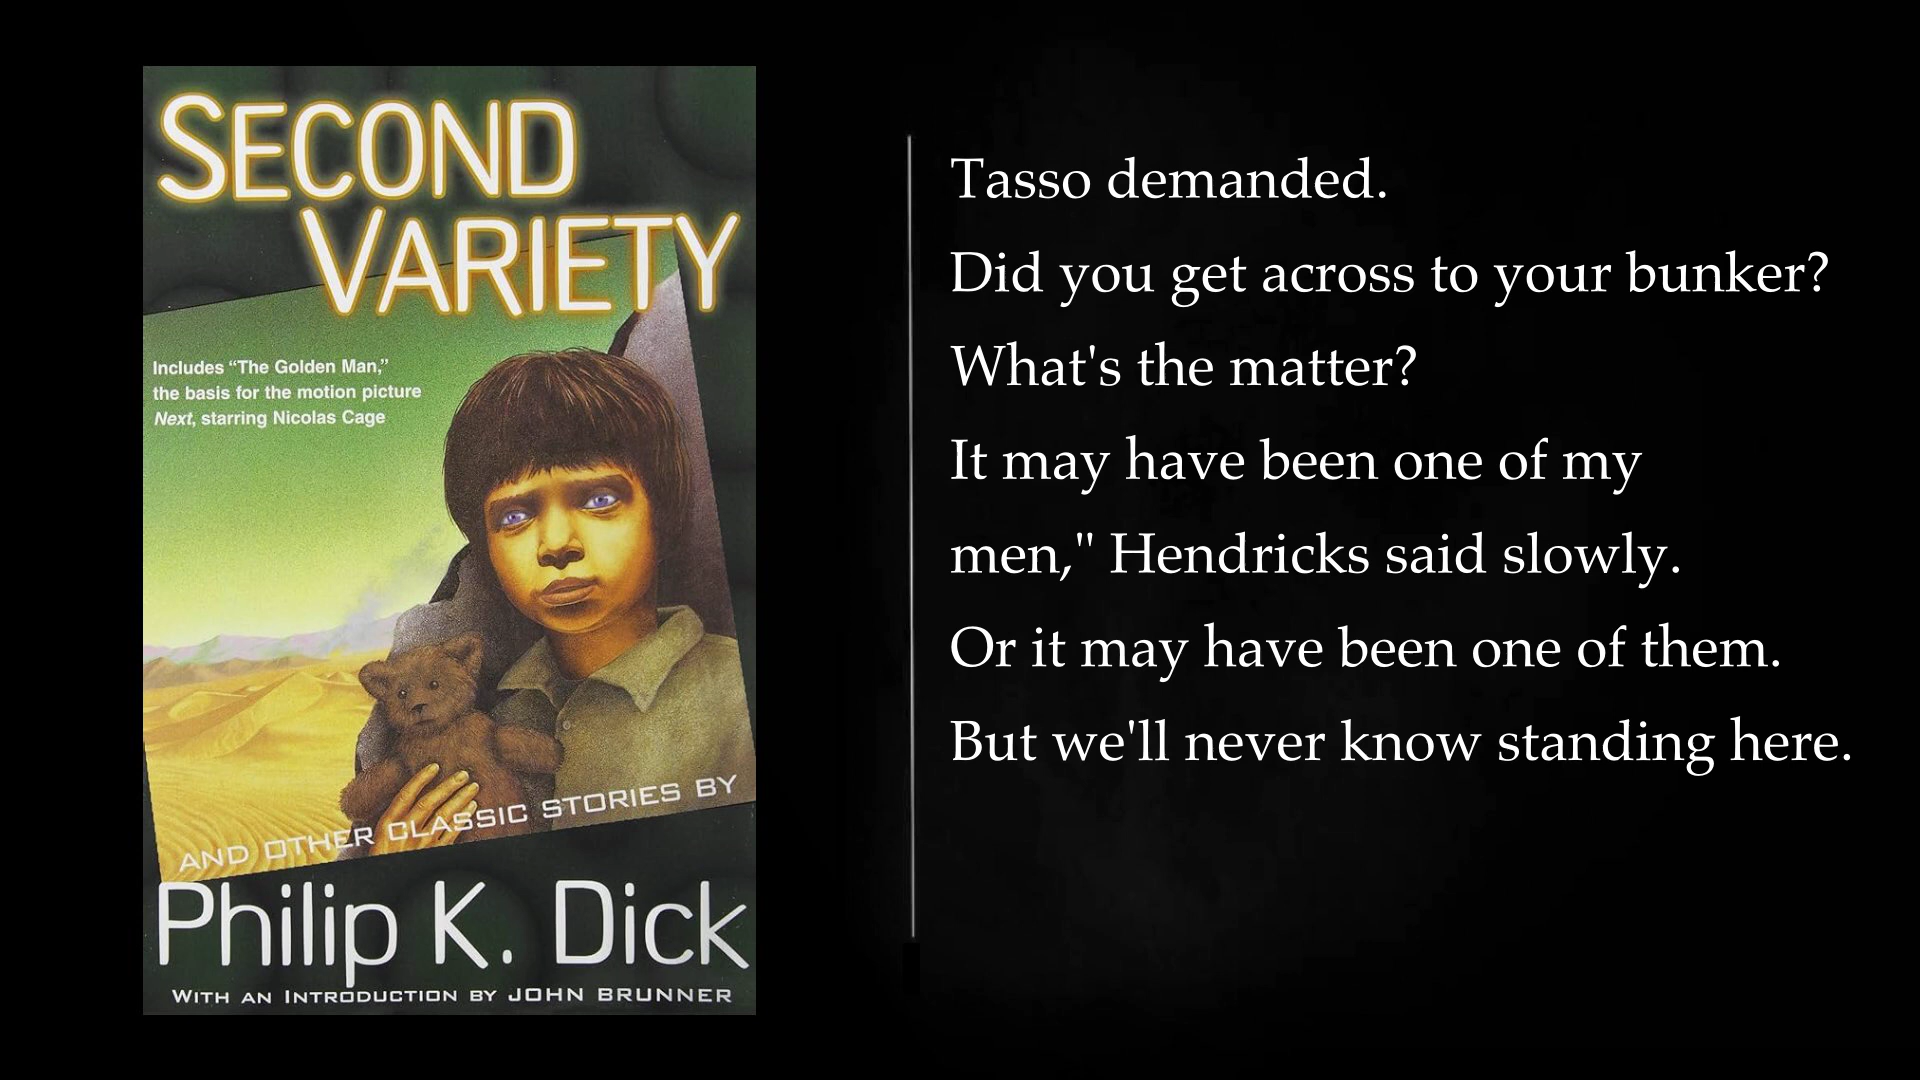 SECOND
VARIETY
Includes “The Golden Man,”
the basis for the motion picture
Next, starring Nicolas Cage
AND OTHER CLASSIC STORIES BY
Philip K. Dick
WITH AN INTRODUCTION BY JOHN BRUNNER
Tasso demanded.
Did you get across to your bunker?
What's the matter?
It may have been one of my
men," Hendricks said slowly.
Or it may have been one of them.
But we'll never know standing here.